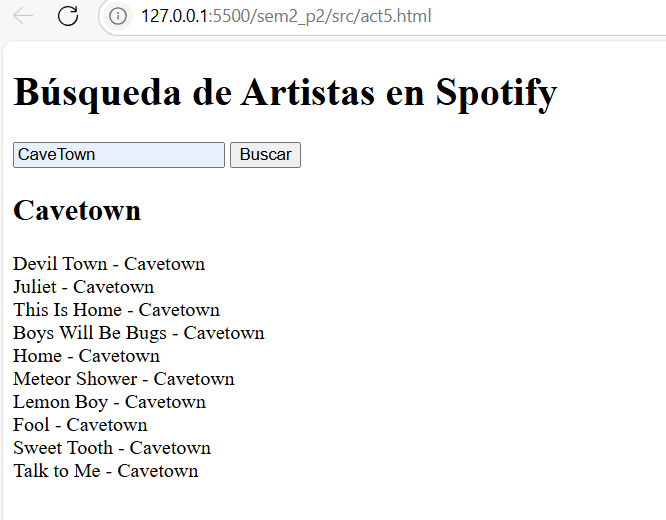 127.0.0.1:5500/sem2_p2/src/act5.html
Búsqueda de Artistas en Spotify
CaveTown Buscar
Cavetown
Devil Town - Cavetown
Juliet - Cavetown
This Is Home - Cavetown
Boys Will Be Bugs - Cavetown
Home - Cavetown
Meteor Shower - Cavetown
Lemon Boy - Cavetown
Fool - Cavetown
Sweet Tooth - Cavetown
Talk to Me - Cavetown